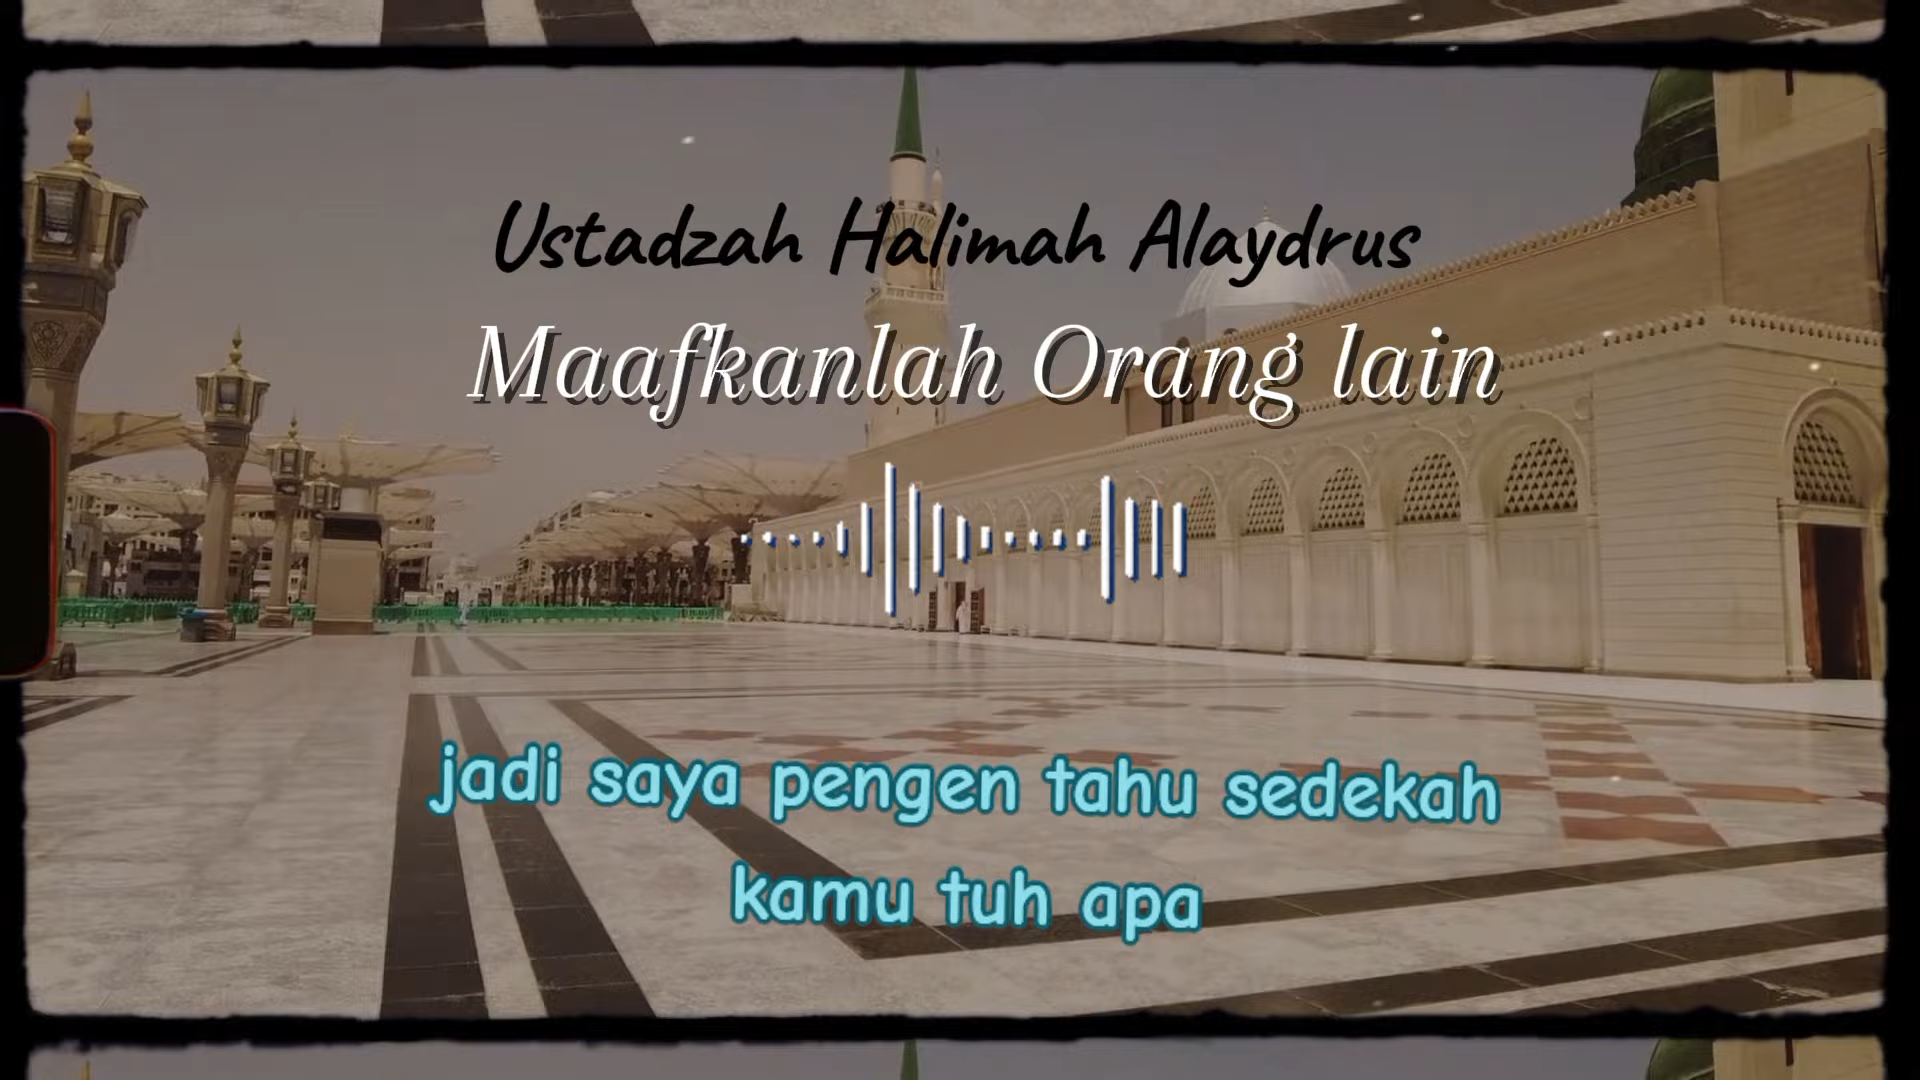 Ustadzah Halimah Alaydrus
Maafkanlah Orang lain
jadi saya pengen tahu sedekah
kamu tuh apa